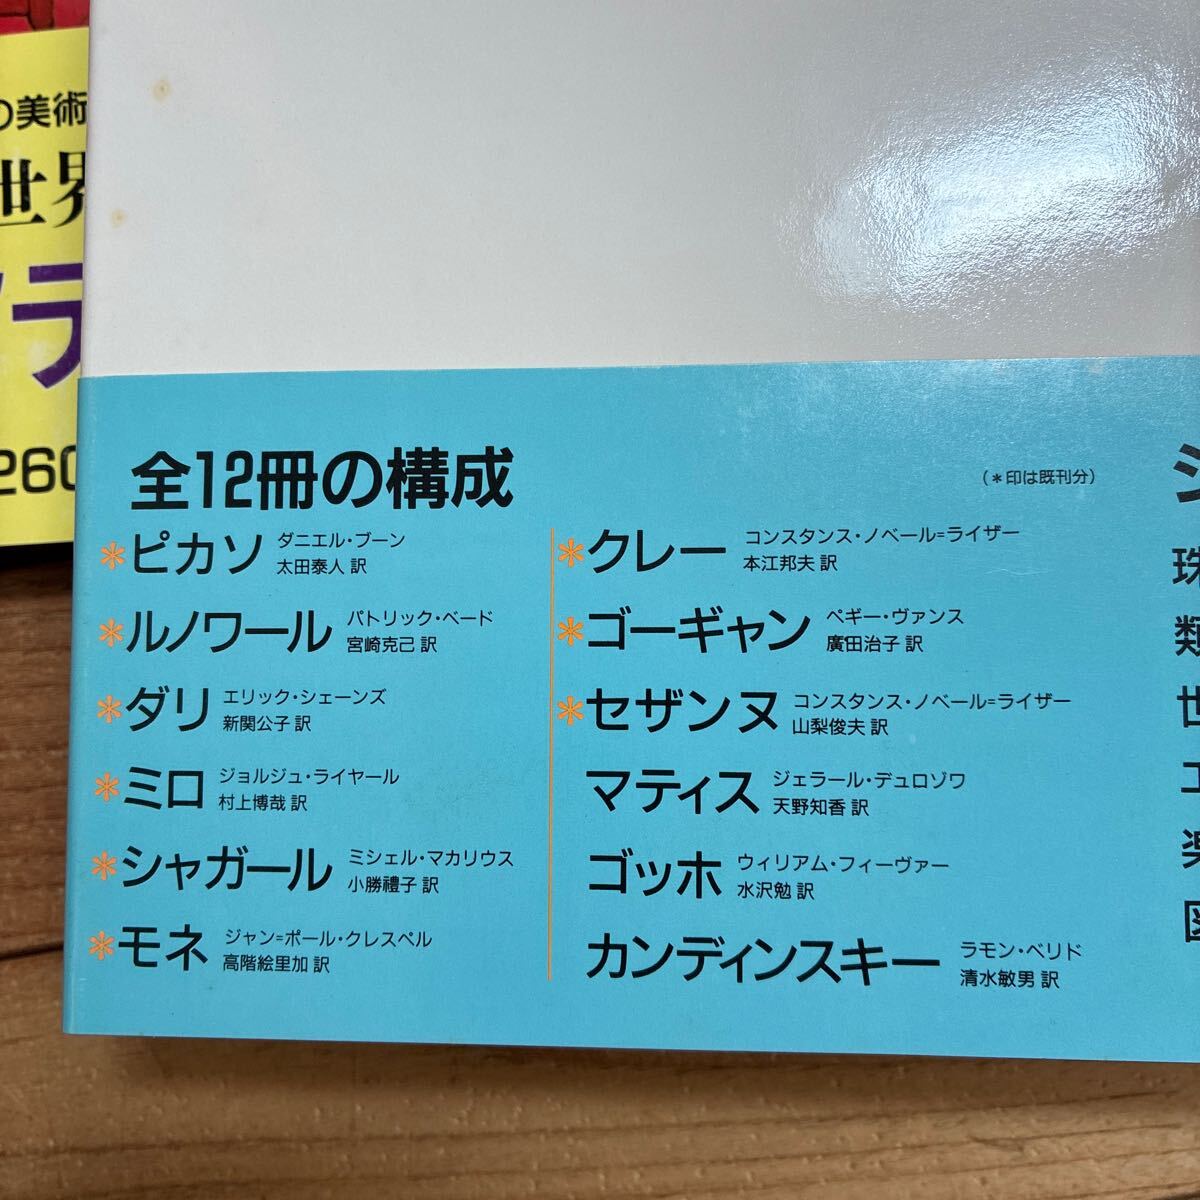 の美術
世界
260
全12冊の構成
(*印は既刊分)
*ピカソ ダニエル・ブーン
太田泰人 訳
*ルノワール パトリック・ベード
宮崎克己 訳
*ダリ エリック・シェーンズ
新関公子 訳
*ミロ ジョルジュ・ライヤール
村上博哉 訳
*シャガール ミシェル・マカリウス
小勝禮子 訳
*モネ ジャン=ポール・クレスペル
高階絵里加 訳
*クレー コンスタンス・ノベール=ライザー
本江邦夫 訳
*ゴーギャン ペギー・ヴァンス
廣田治子 訳
*セザンヌ コンスタンス・ノベール=ライザー
山梨俊夫 訳
マティス ジェラール・デュロゾワ
天野知香 訳
ゴッホ ウィリアム・フィーヴァー
水沢勉 訳
カンディンスキー ラモン・ベリド
清水敏男 訳
珠
類
世